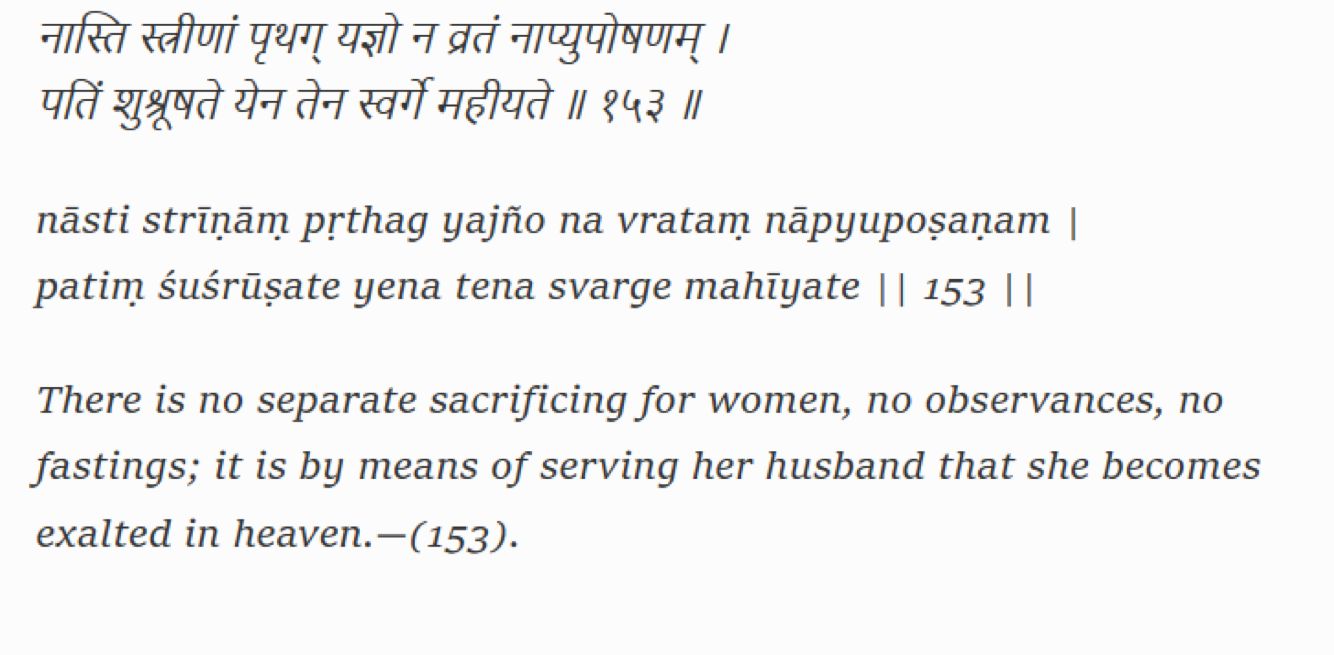 नास्ति स्त्रीणां पृथग् यज्ञो न व्रतं नाप्युपोषणम् ।
पतिं शुश्रूषते येन तेन स्वर्गे महीयते ॥ १५३ ॥
nāsti strīṇāṃ pṛthag yajño na vrataṃ nāpyupoṣaṇam |
patiṃ śuśrūṣate yena tena svarge mahīyate || 153 ||
There is no separate sacrificing for women, no observances, no
fastings; it is by means of serving her husband that she becomes
exalted in heaven.—(153).